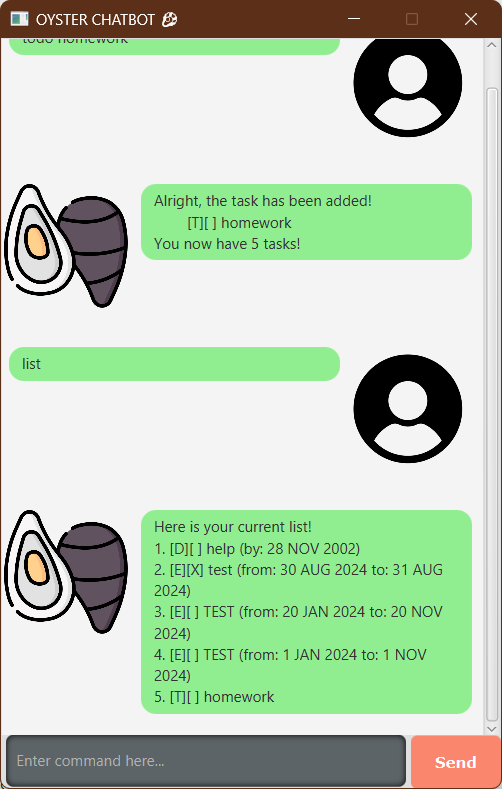 OYSTER CHATBOT
todo homework
Alright, the task has been added!
[T][ ] homework
You now have 5 tasks!
list
Here is your current list!
1. [D][ ] help (by: 28 NOV 2002)
2. [E][X] test (from: 30 AUG 2024 to: 31 AUG
2024)
3. [E][ ] TEST (from: 20 JAN 2024 to: 20 NOV
2024)
4. [E][ ] TEST (from: 1 JAN 2024 to: 1 NOV
2024)
5. [T][ ] homework
Enter command here...
Send